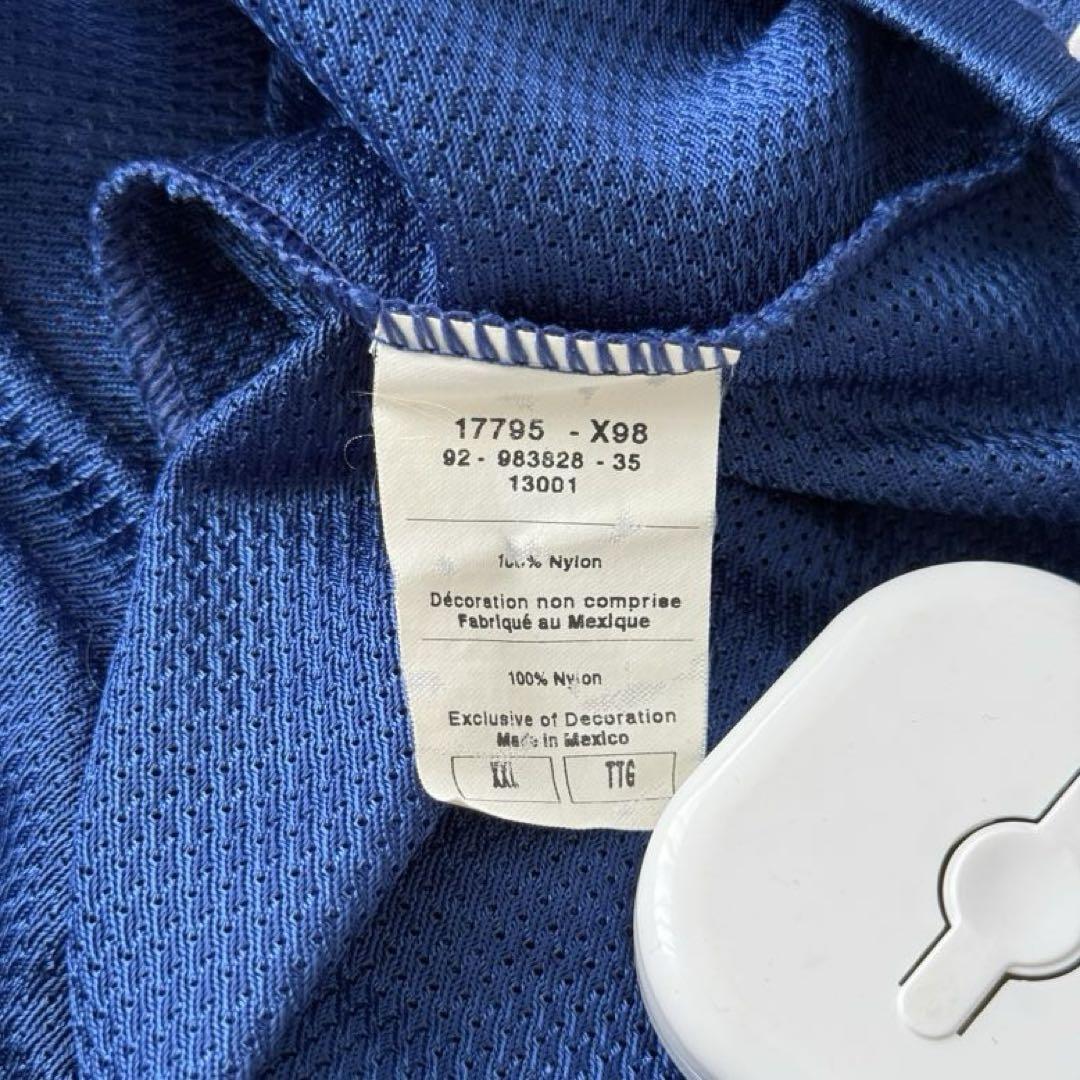 17795 - X98
92 - 983828 - 35
13001
Nylon
Décoration non comprise
Fabriqué au Mexique
100% Nylon
Exclusive of Decoration
Made in Mexico
XXL TTG